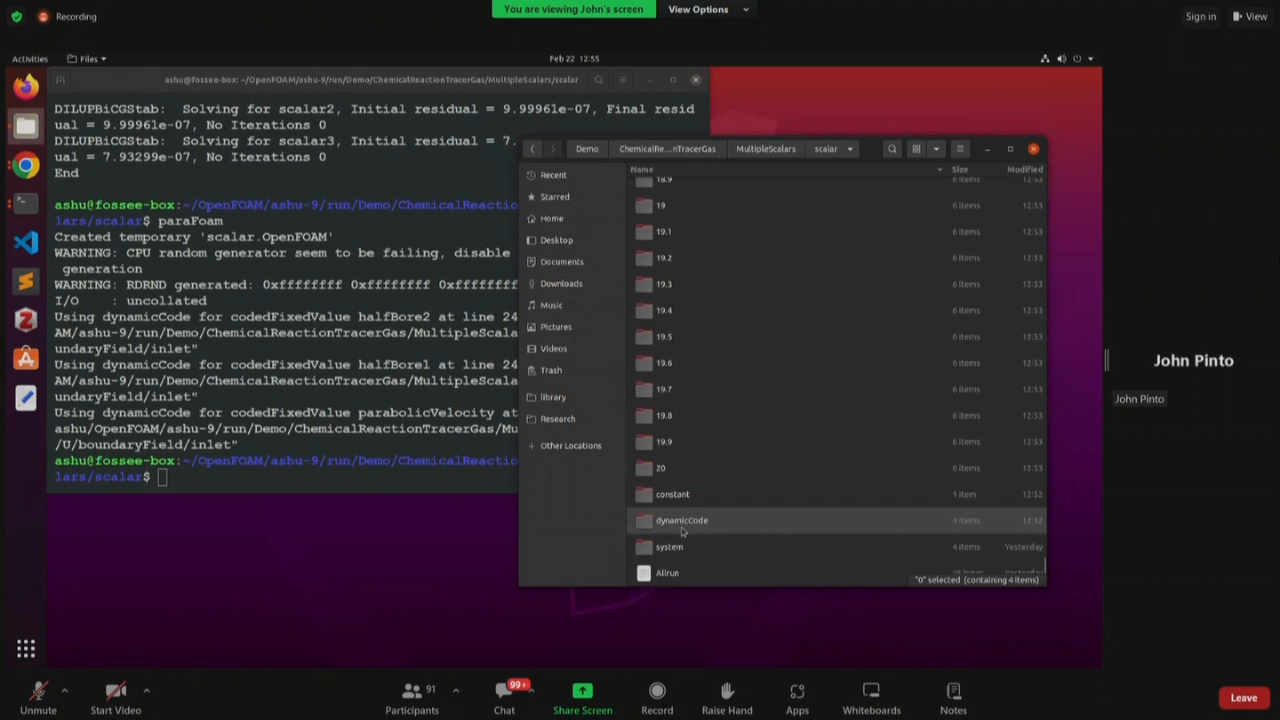 Recording
You are viewing John's screen
View Options
Sign in
View
Activities
Files
Feb 22 12:55
ashu@fossee-box: ~/OpenFOAM/ashu-9/run/Demo/ChemicalReactionTracerGas/MultipleScalars/scalar
DILUPBiCGStab: Solving for scalar2, Initial residual = 9.99961e-07, Final resid
ual = 9.99961e-07, No Iterations 0
DILUPBiCGStab: Solving for scalar3, Initial residual = 7.
ual = 7.93299e-07, No Iterations 0
End
ashu@fossee-box:~/OpenFOAM/ashu-9/run/Demo/ChemicalReactio
lars/scalar$ paraFoam
Created temporary 'scalar.OpenFOAM'
WARNING: CPU random generator seem to be failing, disable
generation
WARNING: RDRND generated: 0xffffffff 0xffffffff 0xffffffff
I/O : uncollated
Using dynamicCode for codedFixedValue halfBore2 at line 24
AM/ashu-9/run/Demo/ChemicalReactionTracerGas/MultipleScala
undaryField/inlet"
Using dynamicCode for codedFixedValue halfBore1 at line 24
AM/ashu-9/run/Demo/ChemicalReactionTracerGas/MultipleScala
undaryField/inlet"
Using dynamicCode for codedFixedValue parabolicVelocity at
ashu/OpenFOAM/ashu-9/run/Demo/ChemicalReactionTracerGas/Mu
/U/boundaryField/inlet"
ashu@fossee-box:~/OpenFOAM/ashu-9/run/Demo/ChemicalReactio
lars/scalar$
Demo
ChemicalRe...nTracerGas
MultipleScalars
scalar
Recent
Starred
Home
Desktop
Documents
Downloads
Music
Pictures
Videos
Trash
library
Research
+ Other Locations
Name Size Modified
18.9 6 items 12:53
19 6 items 12:53
19.1 6 items 12:53
19.2 6 items 12:53
19.3 6 items 12:53
19.4 6 items 12:53
19.5 6 items 12:53
19.6 6 items 12:53
19.7 6 items 12:53
19.8 6 items 12:53
19.9 6 items 12:53
20 6 items 12:53
constant 1 item 12:52
dynamicCode 4 items 12:52
system 4 items Yesterday
Allrun Yesterday
"0" selected (containing 4 items)
John Pinto
John Pinto
Unmute
Start Video
91
Participants
99+
Chat
Share Screen
Record
Raise Hand
Apps
Whiteboards
Notes
Leave